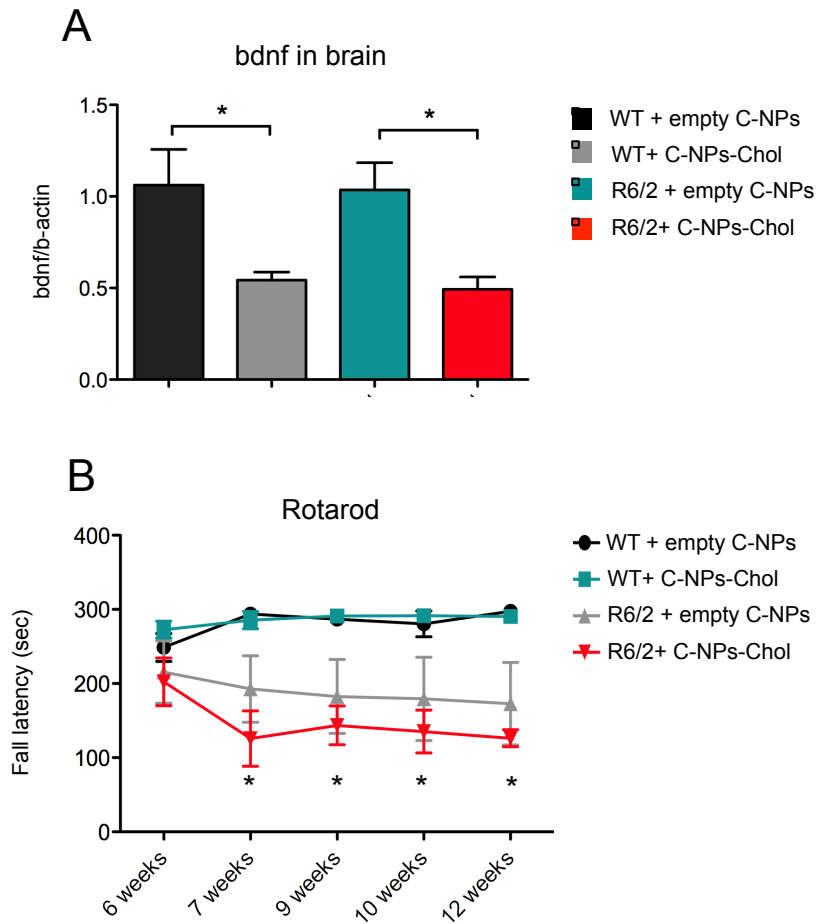 A
bdnf in brain
1.5
1.0
0.5
0.0
bdnf/b-actin
*
*
WT + empty C-NPs
WT+ C-NPs-Chol
R6/2 + empty C-NPs
R6/2+ C-NPs-Chol
B
Rotarod
400
300
200
100
0
Fall latency (sec)
* * * *
6 weeks
7 weeks
9 weeks
10 weeks
12 weeks
WT + empty C-NPs
WT+ C-NPs-Chol
R6/2 + empty C-NPs
R6/2+ C-NPs-Chol